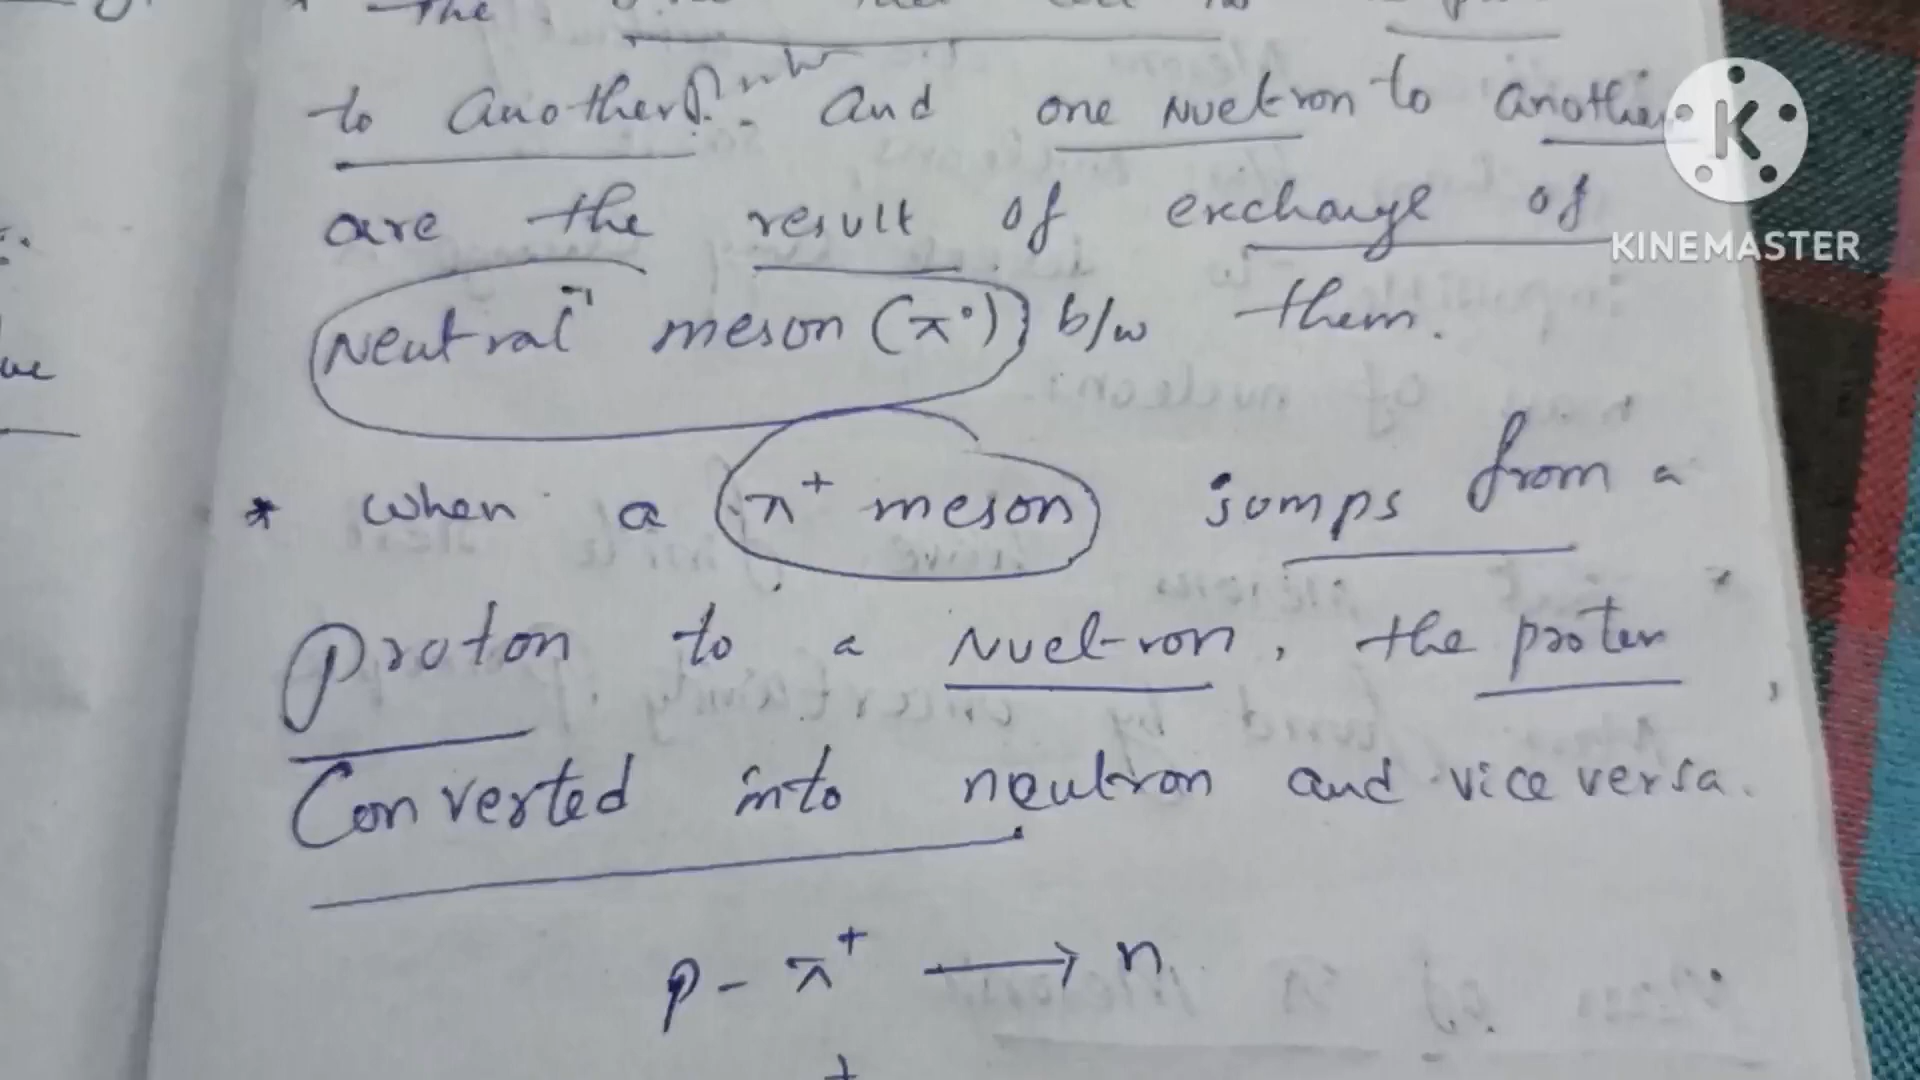 the
to another and one Nuetron to another
are the result of exchange of
Neutral meson (π°) b/w them.
* when a π⁺ meson jumps from a
proton to a Nuetron, the proton
Converted into neutron and vice versa.
p - π⁺ → n
+
K
KINEMASTER